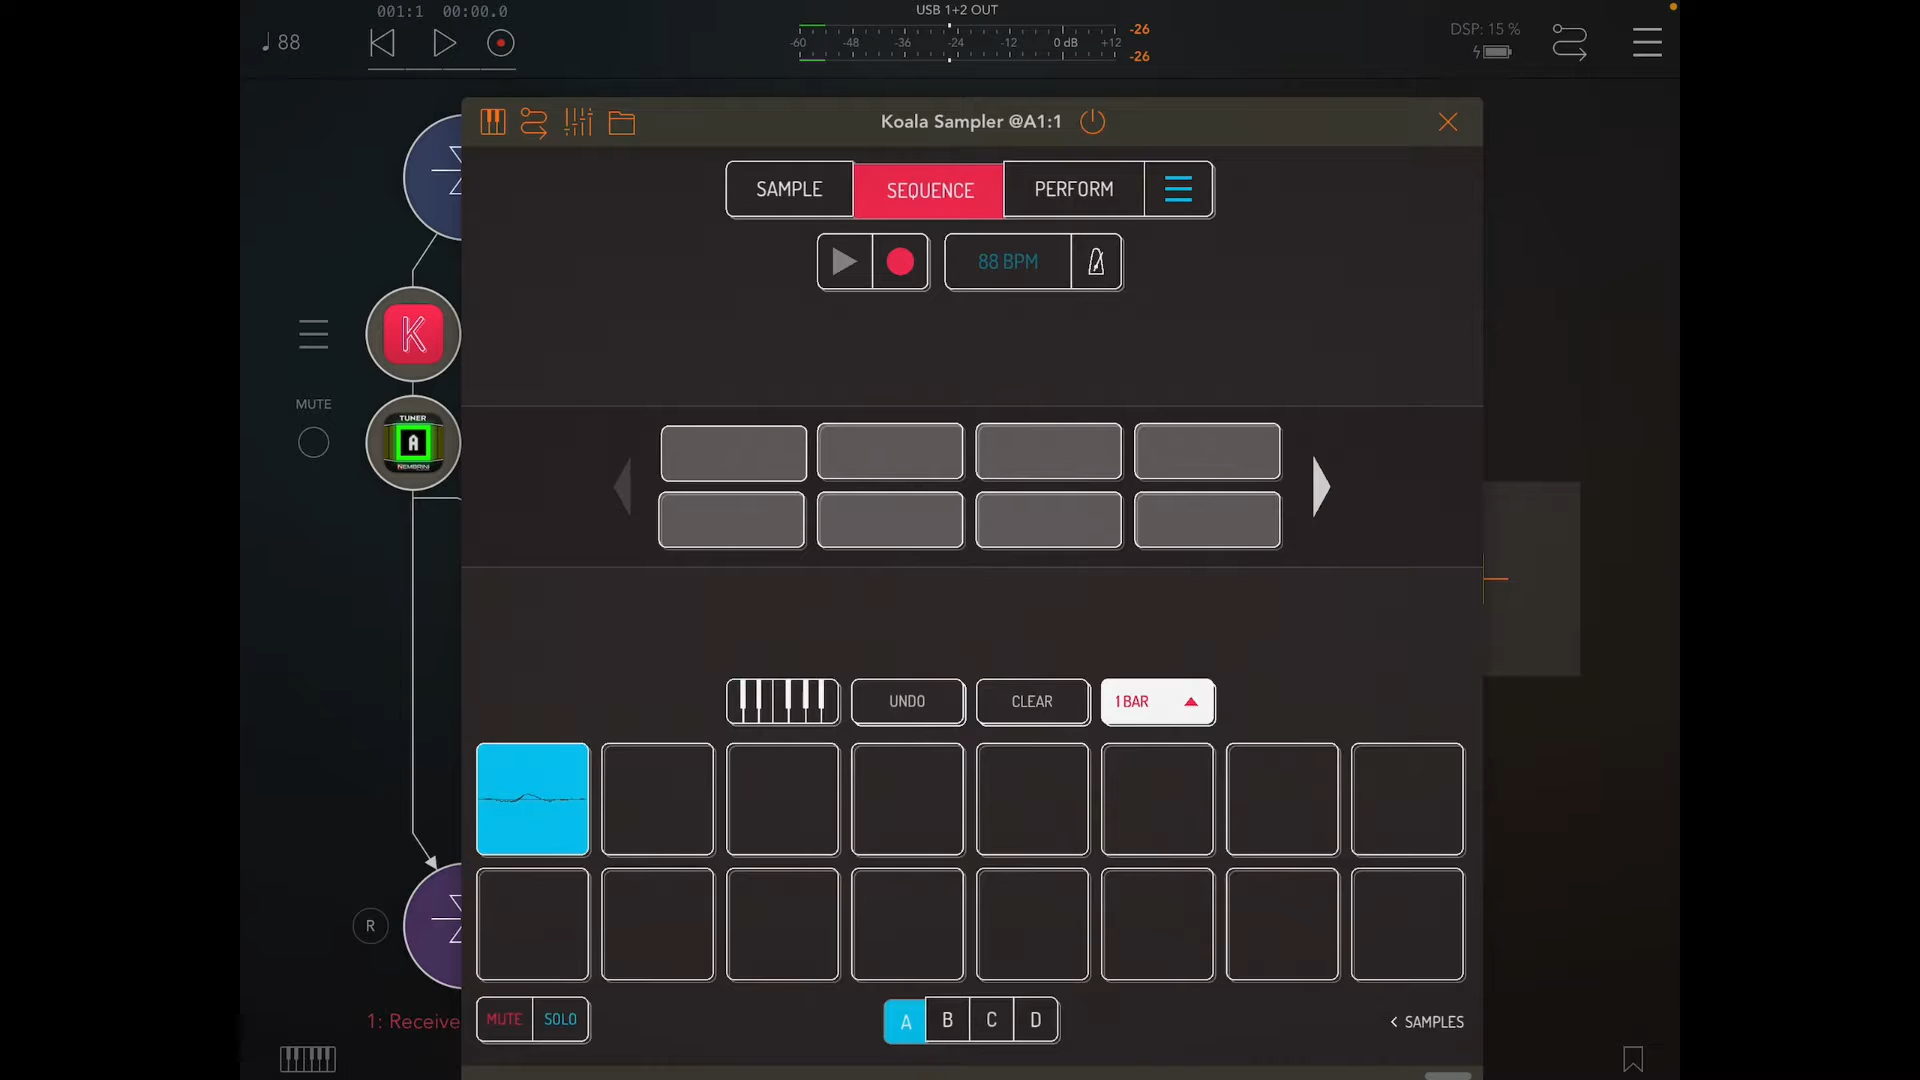 001:1 00:00.0
USB 1+2 OUT
88
-60 -48 -36 -24 -12 0 dB +12
-26
-26
DSP: 15 %
Koala Sampler @A1:1
SAMPLE SEQUENCE PERFORM
88 BPM
K
MUTE
TUNER
A
NEMBRINI
UNDO CLEAR 1 BAR
R
1: Receive
MUTE SOLO
A B C D
< SAMPLES